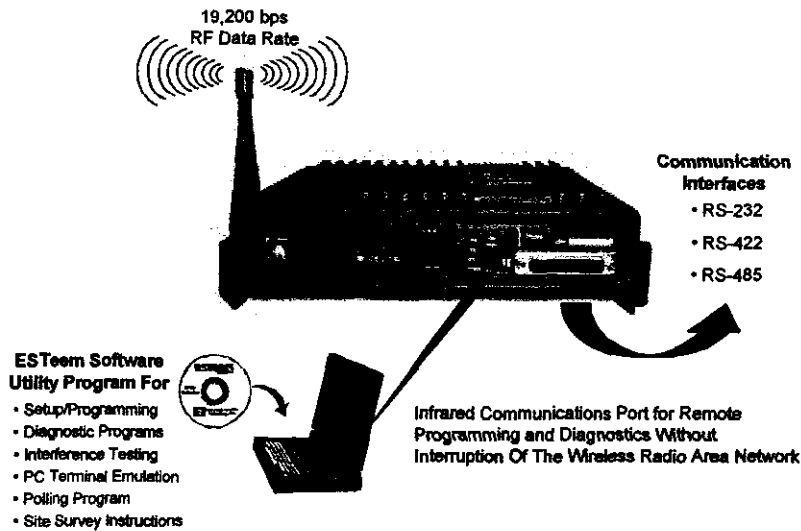 19,200 bps
RF Data Rate
Communication
Interfaces
• RS-232
• RS-422
• RS-485
ESTeem Software
Utility Program For
• Setup/Programming
• Diagnostic Programs
• Interference Testing
• PC Terminal Emulation
• Polling Program
• Site Survey Instructions
Infrared Communications Port for Remote
Programming and Diagnostics Without
Interruption Of The Wireless Radio Area Network